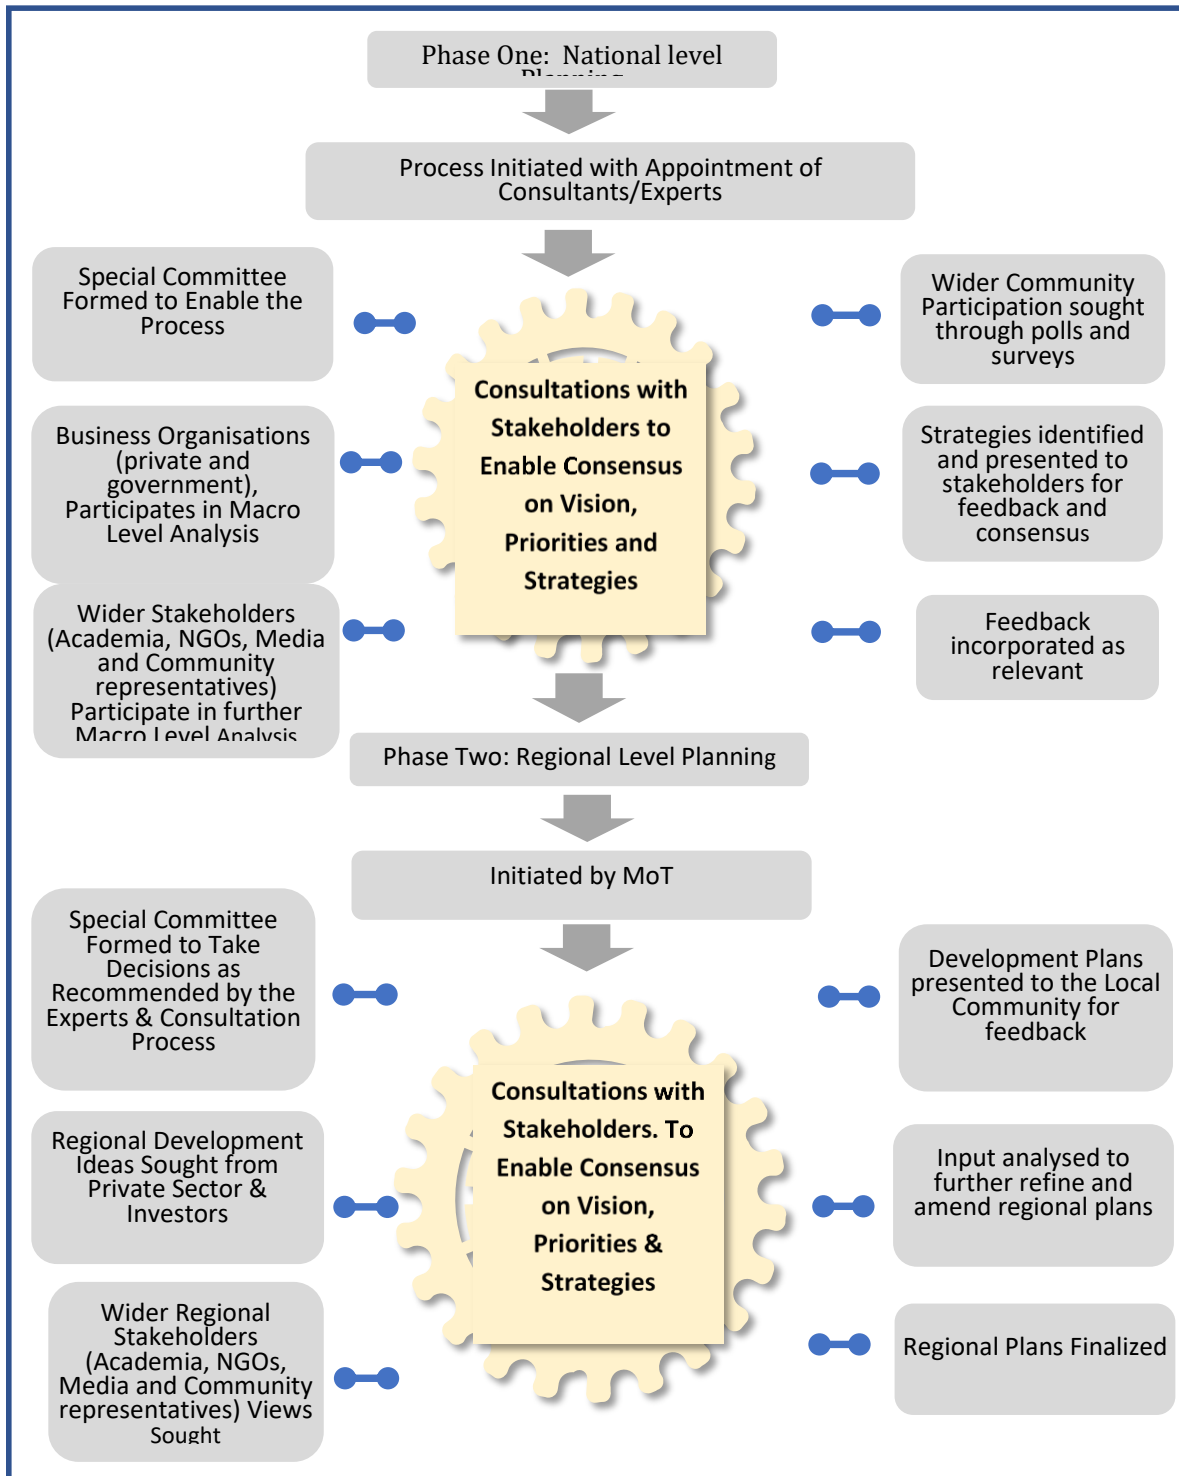 Phase One:  National level
Planning
Process Initiated with Appointment of
Consultants/Experts
Special Committee
Formed to Enable the
Process
Business Organisations
(private and
government),
Participates in Macro
Level Analysis
Wider Stakeholders
(Academia, NGOs, Media
and Community
representatives)
Participate in further
Macro Level Analysis
Consultations with
Stakeholders to
Enable Consensus
on Vision,
Priorities and
Strategies
Wider Community
Participation sought
through polls and
surveys
Strategies identified
and presented to
stakeholders for
feedback and
consensus
Feedback
incorporated as
relevant
Phase Two: Regional Level Planning
Initiated by MoT
Special Committee
Formed to Take
Decisions as
Recommended by the
Experts & Consultation
Process
Regional Development
Ideas Sought from
Private Sector &
Investors
Wider Regional
Stakeholders
(Academia, NGOs,
Media and Community
representatives) Views
Sought
Consultations with
Stakeholders. To
Enable Consensus
on Vision,
Priorities &
Strategies
Development Plans
presented to the Local
Community for
feedback
Input analysed to
further refine and
amend regional plans
Regional Plans Finalized